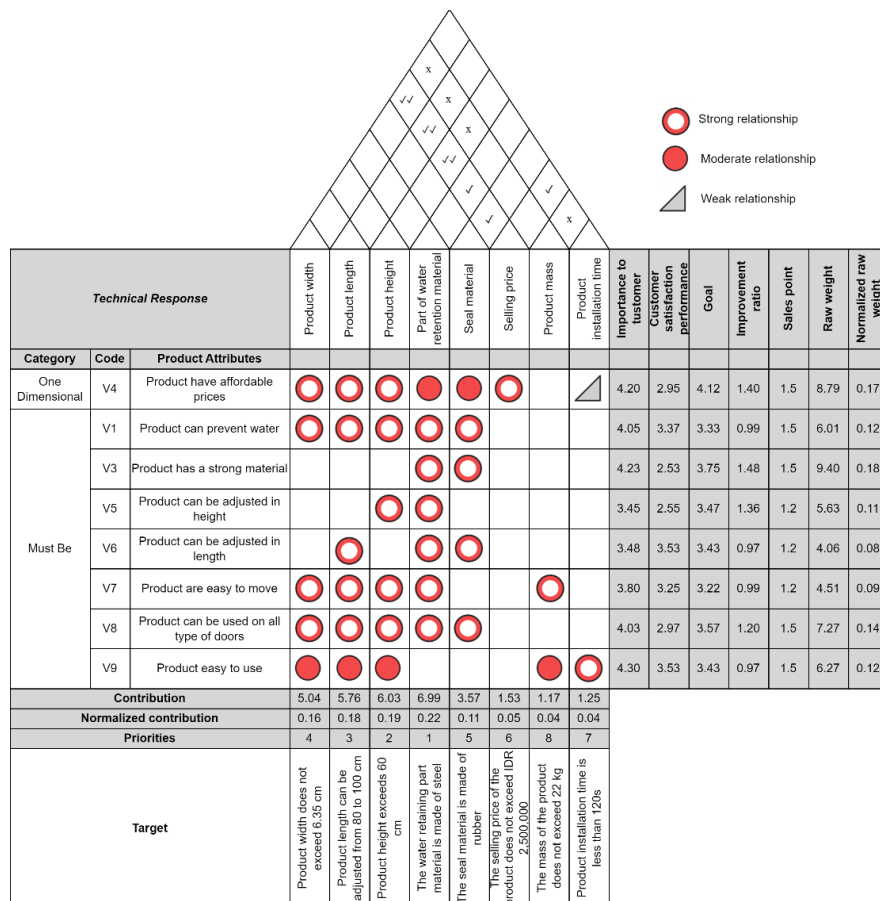 x
✓✓ x
✓✓ x
✓✓
✓ ✓
✓ x
Strong relationship
Moderate relationship
Weak relationship
Technical Response
Product width
Product length
Product height
Part of water
retention material
Seal material
Selling price
Product mass
Product
installation time
Importance to
tustomer
Customer
satisfaction
performance
Goal
Improvement
ratio
Sales point
Raw weight
Normalized raw
weight
Category Code Product Attributes
One
Dimensional
V4 Product have affordable
prices
4.20 2.95 4.12 1.40 1.5 8.79 0.17
Must Be
V1 Product can prevent water 4.05 3.37 3.33 0.99 1.5 6.01 0.12
V3 Product has a strong material 4.23 2.53 3.75 1.48 1.5 9.40 0.18
V5 Product can be adjusted in
height
3.45 2.55 3.47 1.36 1.2 5.63 0.11
V6 Product can be adjusted in
length
3.48 3.53 3.43 0.97 1.2 4.06 0.08
V7 Product are easy to move 3.80 3.25 3.22 0.99 1.2 4.51 0.09
V8 Product can be used on all
type of doors
4.03 2.97 3.57 1.20 1.5 7.27 0.14
V9 Product easy to use 4.30 3.53 3.43 0.97 1.5 6.27 0.12
Contribution 5.04 5.76 6.03 6.99 3.57 1.53 1.17 1.25
Normalized contribution 0.16 0.18 0.19 0.22 0.11 0.05 0.04 0.04
Priorities 4 3 2 1 5 6 8 7
Target
Product width does not
exceed 6.35 cm
Product length can be
adjusted from 80 to 100 cm
Product height exceeds 60
cm
The water retaining part
material is made of steel
The seal material is made of
rubber
The selling price of the
product does not exceed IDR
2,500,000
The mass of the product
does not exceed 22 kg
Product installation time is
less than 120s